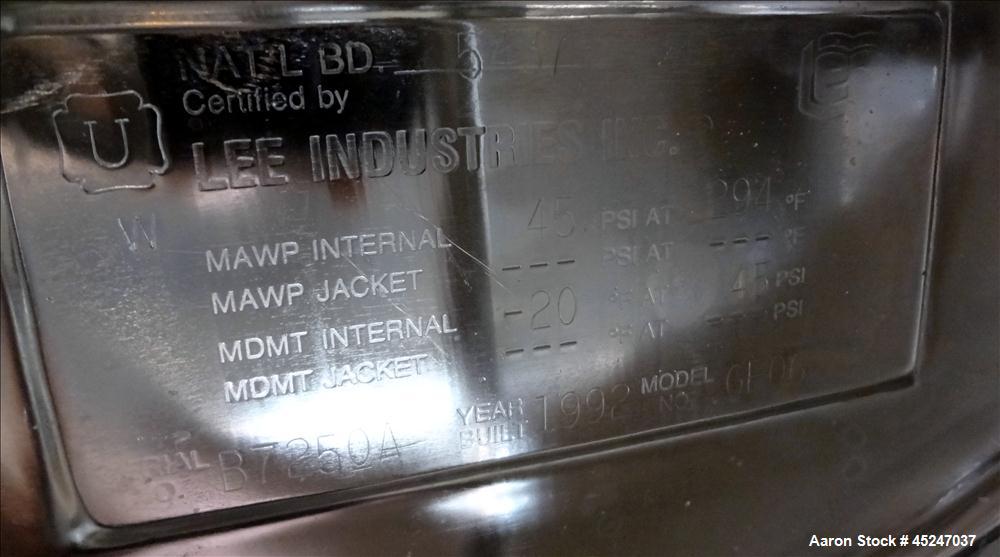 NAT'L BD.
U Certified by
LEE INDUSTRIES INC.
W
MAWP INTERNAL 45 PSI AT 294 °F
MAWP JACKET --- PSI AT --- °F
MDMT INTERNAL -20 °F AT 45 PSI
MDMT JACKET --- °F AT --- PSI
B7250A YEAR BUILT 1992 MODEL NO.
Aaron Stock # 45247037